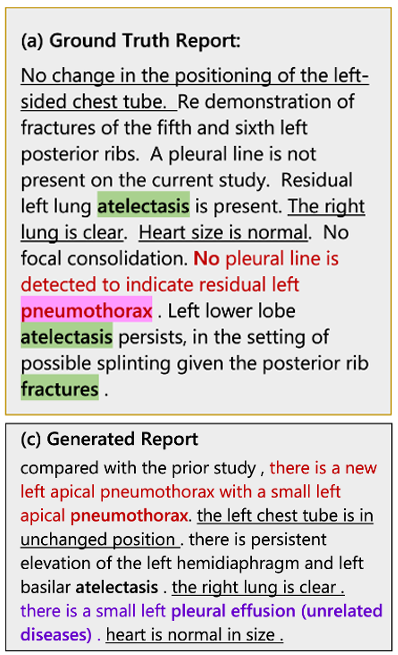 (a) Ground Truth Report:
No change in the positioning of the left-
sided chest tube. Re demonstration of
fractures of the fifth and sixth left
posterior ribs. A pleural line is not
present on the current study. Residual
left lung atelectasis is present. The right
lung is clear. Heart size is normal. No
focal consolidation. No pleural line is
detected to indicate residual left
pneumothorax . Left lower lobe
atelectasis persists, in the setting of
possible splinting given the posterior rib
fractures .
(c) Generated Report
compared with the prior study , there is a new
left apical pneumothorax with a small left
apical pneumothorax. the left chest tube is in
unchanged position . there is persistent
elevation of the left hemidiaphragm and left
basilar atelectasis . the right lung is clear .
there is a small left pleural effusion (unrelated
diseases) . heart is normal in size .